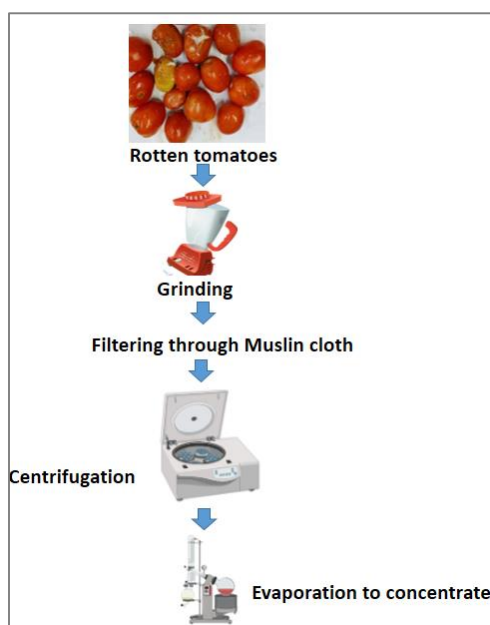 Rotten tomatoes
Grinding
Filtering through Muslin cloth
Centrifugation
Evaporation to concentrate